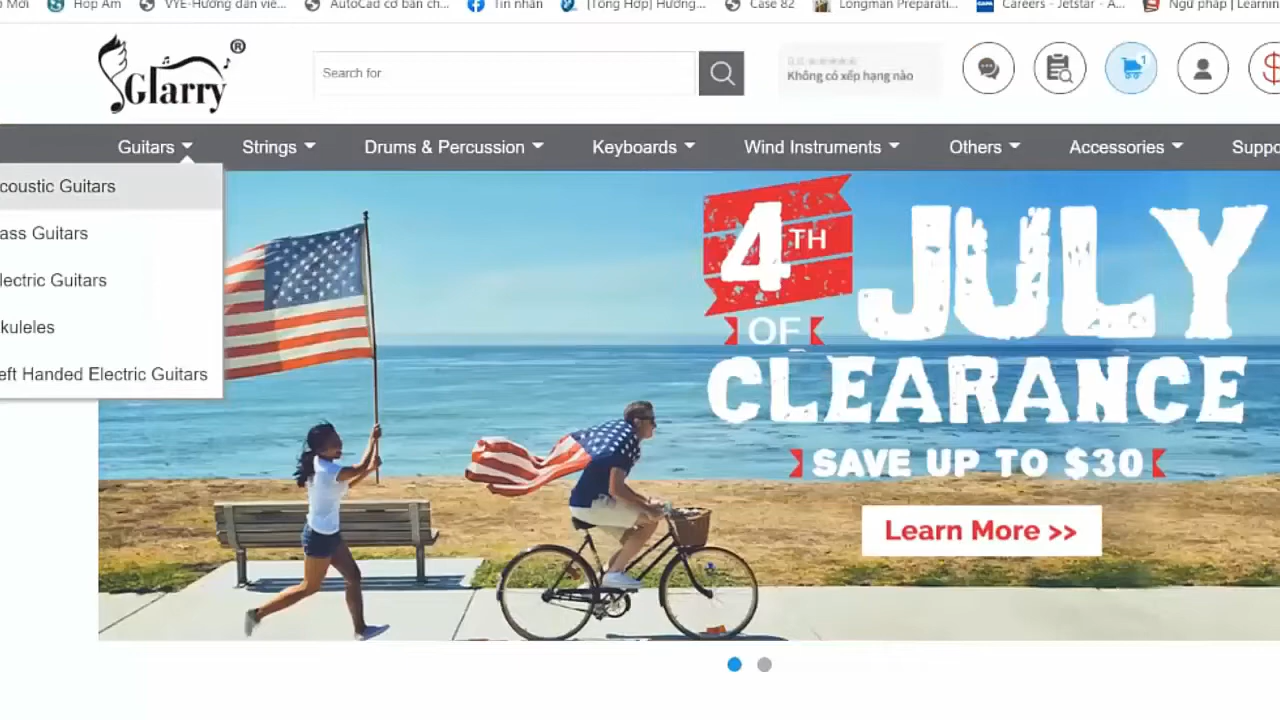 Hợp Âm
VYE-Hướng dẫn viê...
AutoCad cơ bản ch...
Tin nhắn
[Tổng Hợp] Hướng...
Case 82
Longman Preparati...
Careers - Jetstar - A...
Ngữ pháp | Learnin
Glarry ®
Search for
0.0 ★★★★★
Không có xếp hạng nào
1
Guitars
Strings
Drums & Percussion
Keyboards
Wind Instruments
Others
Accessories
Suppo
coustic Guitars
ass Guitars
lectric Guitars
kuleles
eft Handed Electric Guitars
4TH
OF
JULY
CLEARANCE
SAVE UP TO $30
Learn More >>